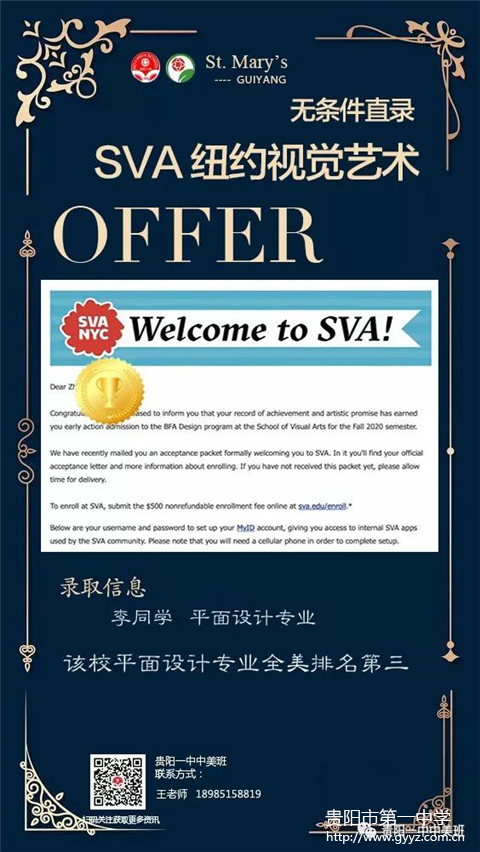 St. Mary's
---- GUIYANG
无条件直录
SVA 纽约视觉艺术
OFFER
SVA
NYC
Welcome to SVA!
Dear Zh
Congratu ased to inform you that your record of achievement and artistic promise has earned
you early action admission to the BFA Design program at the School of Visual Arts for the Fall 2020 semester.
We have recently mailed you an acceptance packet formally welcoming you to SVA. In it you'll find your official
acceptance letter and more information about enrolling. If you have not received this packet yet, please allow
time for delivery.
To enroll at SVA, submit the $500 nonrefundable enrollment fee online at sva.edu/enroll.*
Below are your username and password to set up your MyID account, giving you access to internal SVA apps
used by the SVA community. Please note that you will need a cellular phone in order to complete setup.
录取信息
李同学 平面设计专业
该校平面设计专业全美排名第三
贵阳一中中美班
联系方式：
王老师 18985158819
扫码关注获取更多资讯
贵阳市第一中学
贵阳一中中美班
http://www.gyyz.com.cn